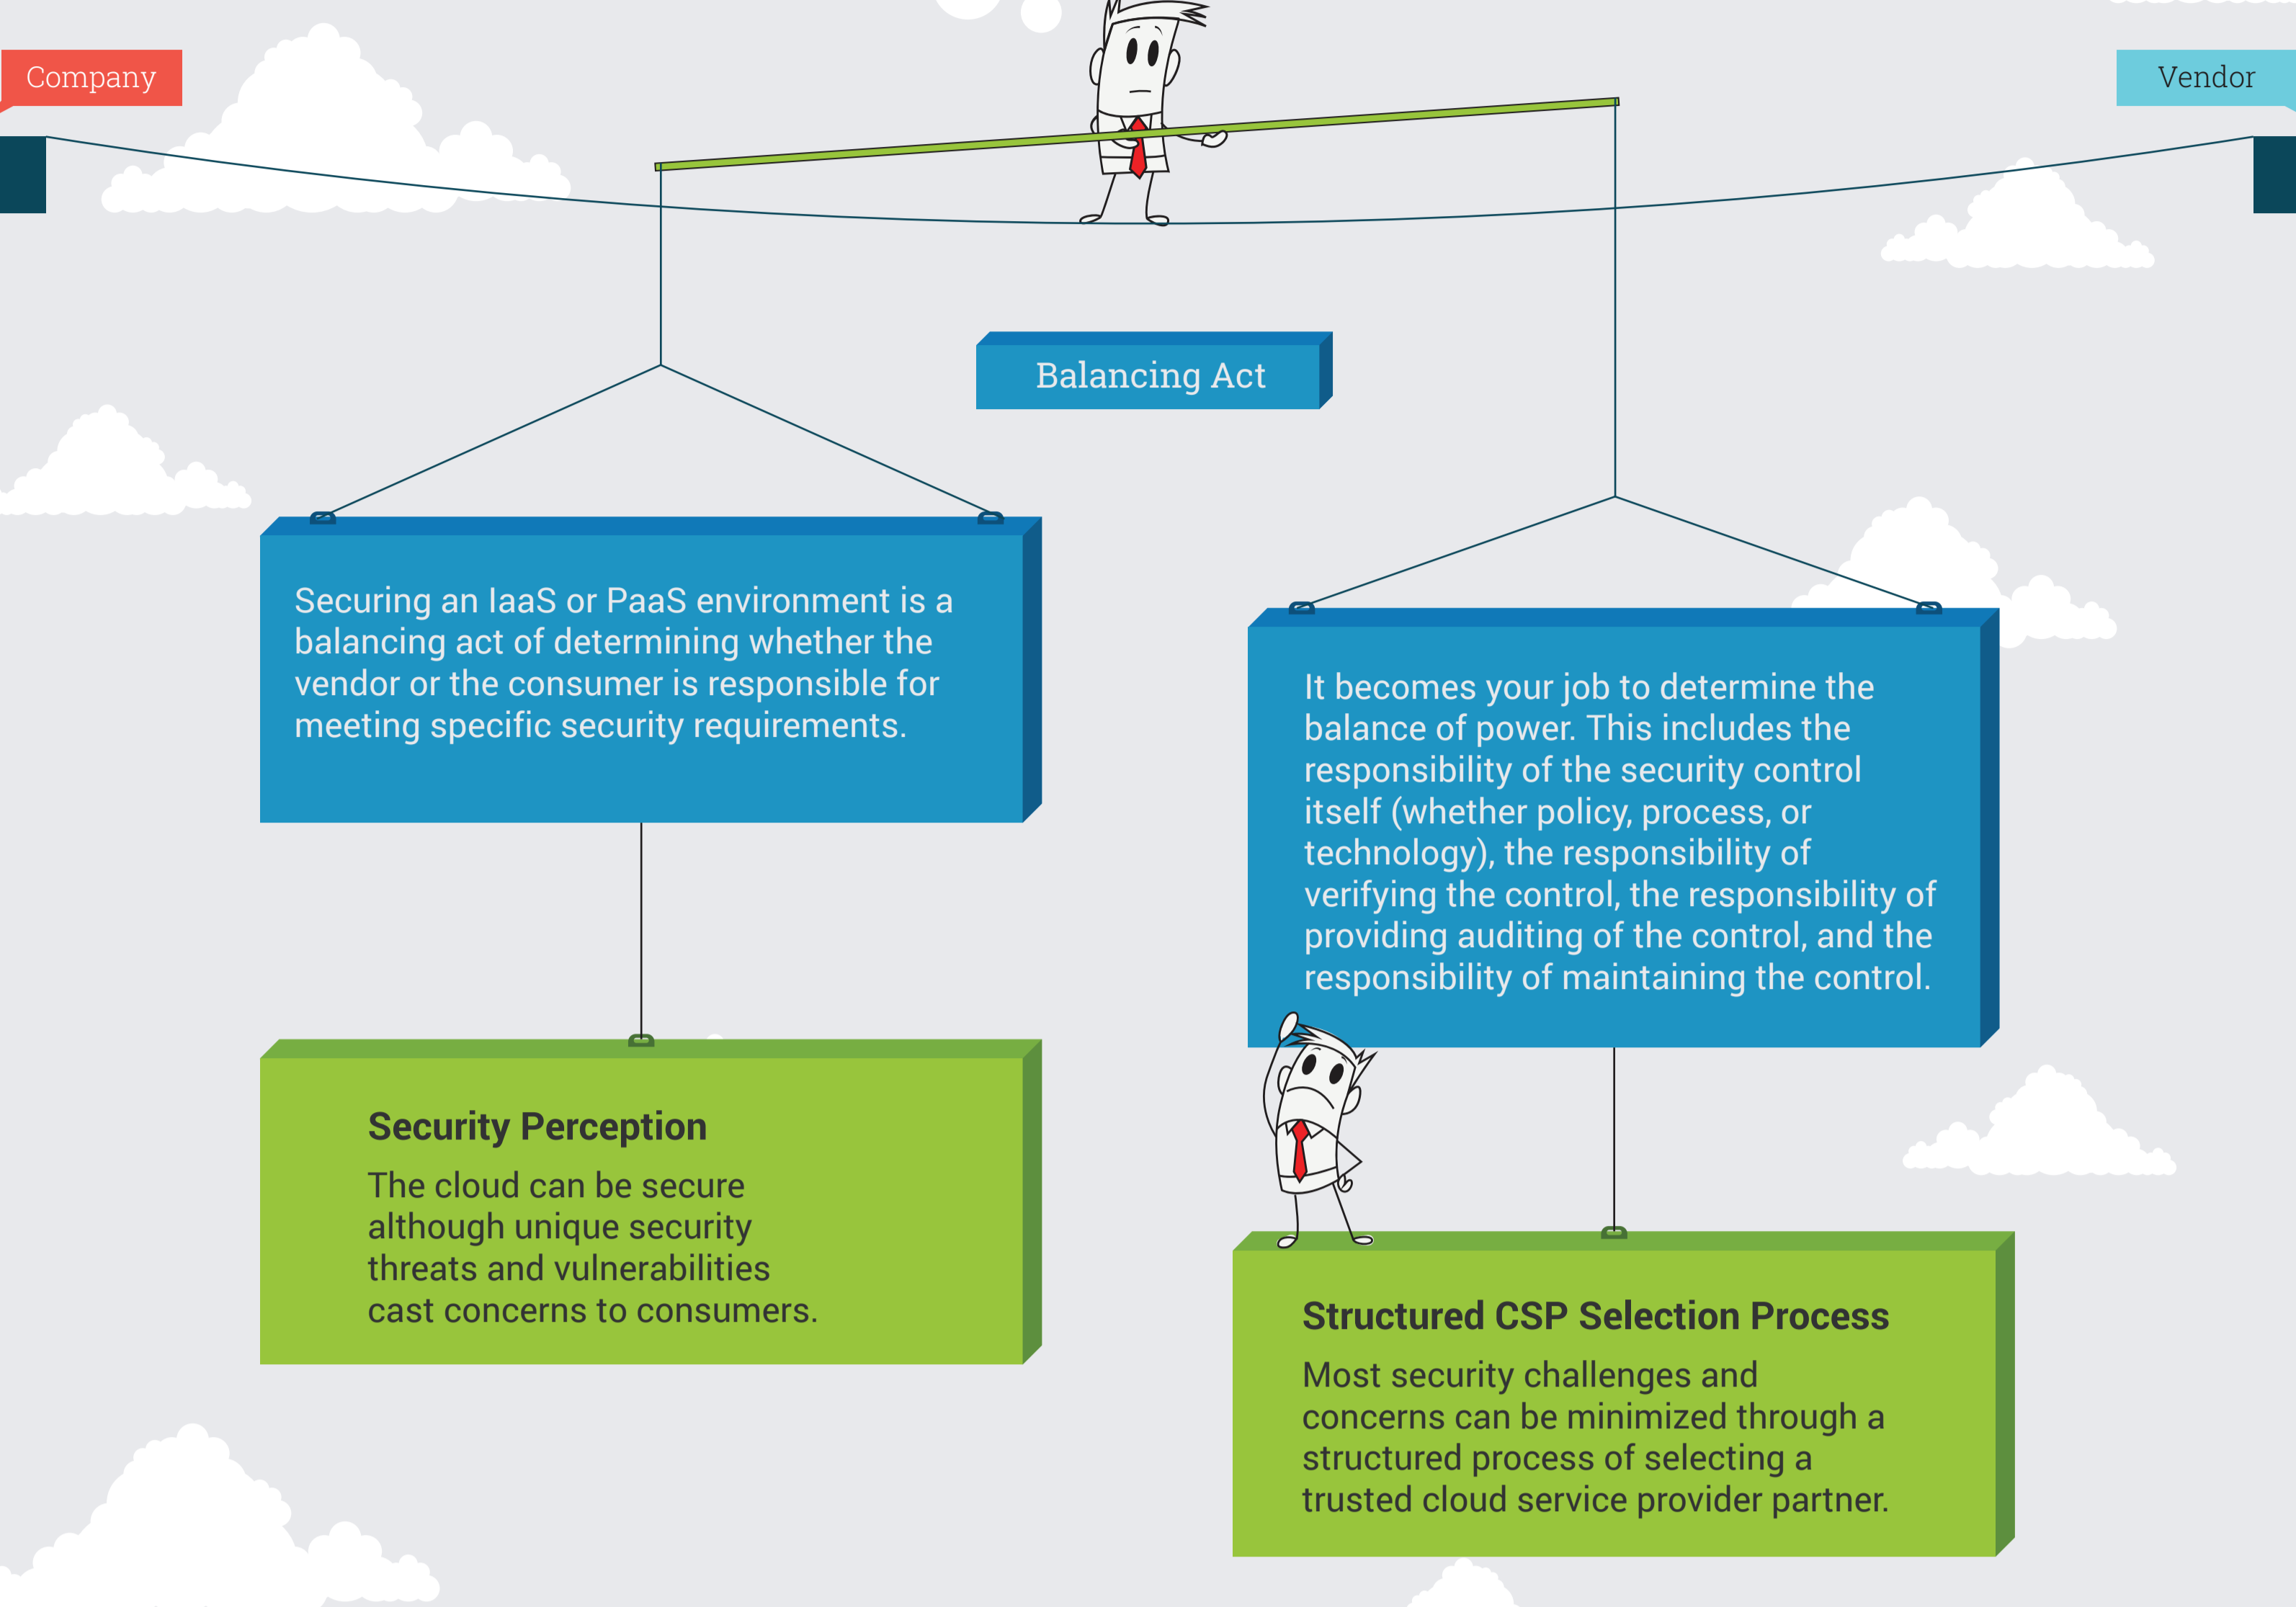 Company
Vendor
Balancing Act
Securing an IaaS or PaaS environment is a
balancing act of determining whether the
vendor or the consumer is responsible for
meeting specific security requirements.
It becomes your job to determine the
balance of power. This includes the
responsibility of the security control
itself (whether policy, process, or
technology), the responsibility of
verifying the control, the responsibility of
providing auditing of the control, and the
responsibility of maintaining the control.
Security Perception
The cloud can be secure
although unique security
threats and vulnerabilities
cast concerns to consumers.
Structured CSP Selection Process
Most security challenges and
concerns can be minimized through a
structured process of selecting a
trusted cloud service provider partner.